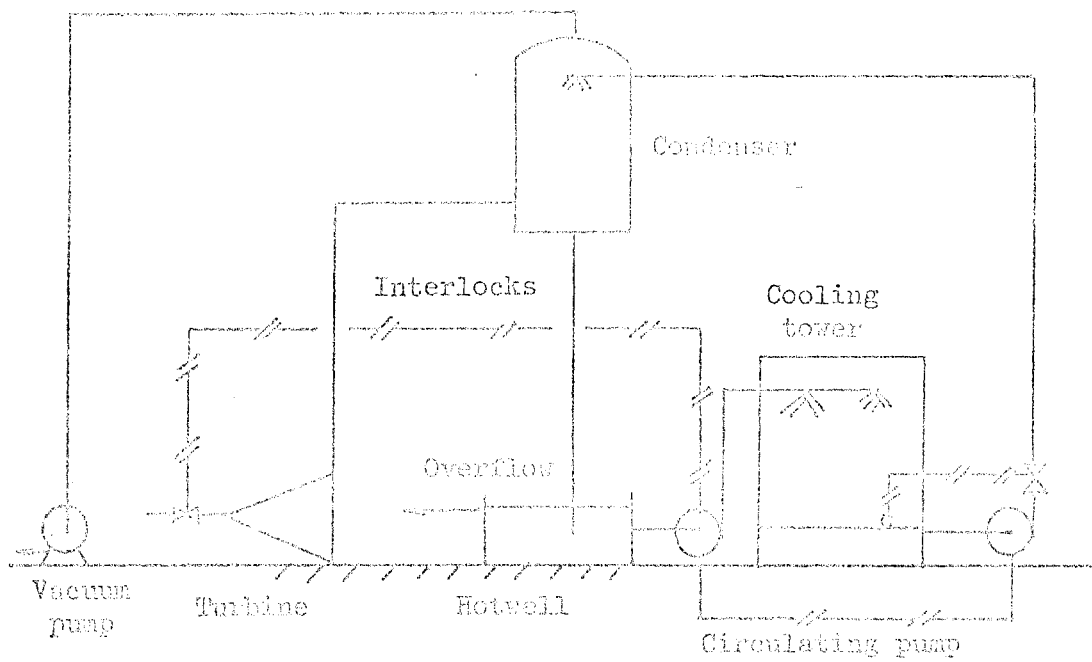 Condenser
Interlocks
Cooling
tower
Overflow
Vacuum
pump
Turbine
Hotwell
Circulating pump